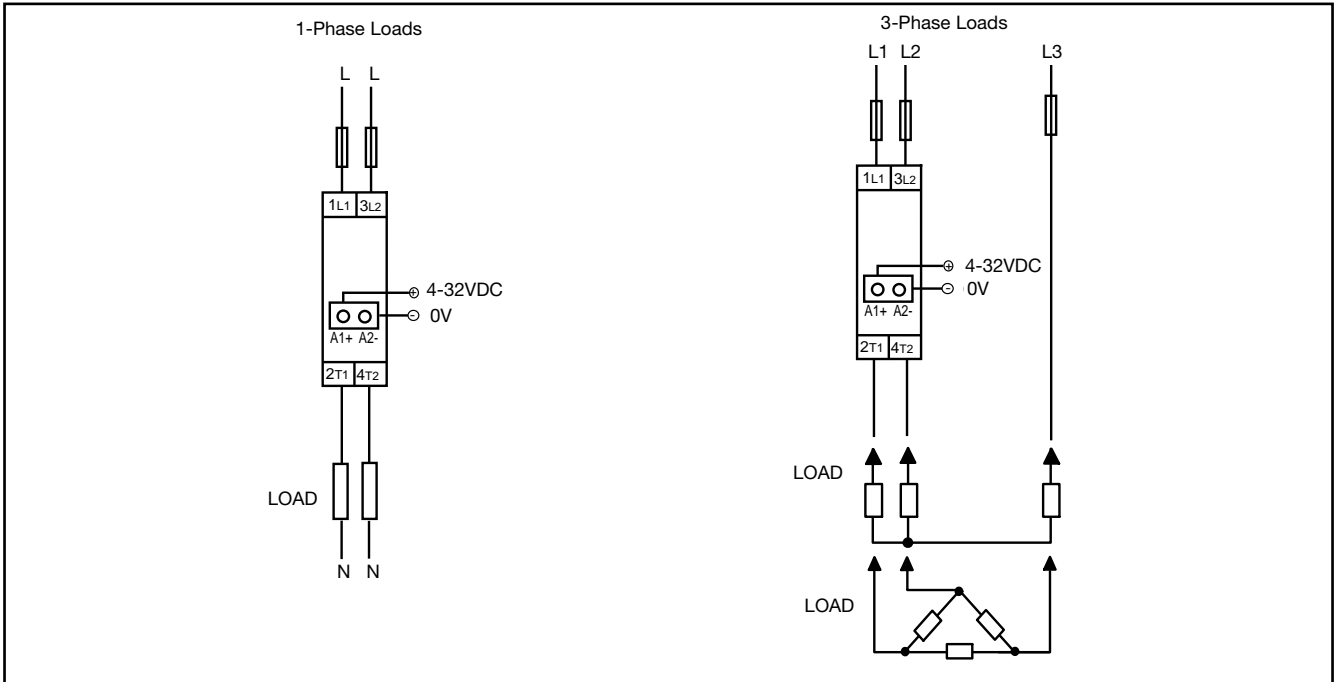 1-Phase Loads
L L
1L1 3L2
4-32VDC
0V
A1+ A2-
2T1 4T2
LOAD
N N
3-Phase Loads
L1 L2 L3
1L1 3L2
4-32VDC
0V
A1+ A2-
2T1 4T2
LOAD
LOAD